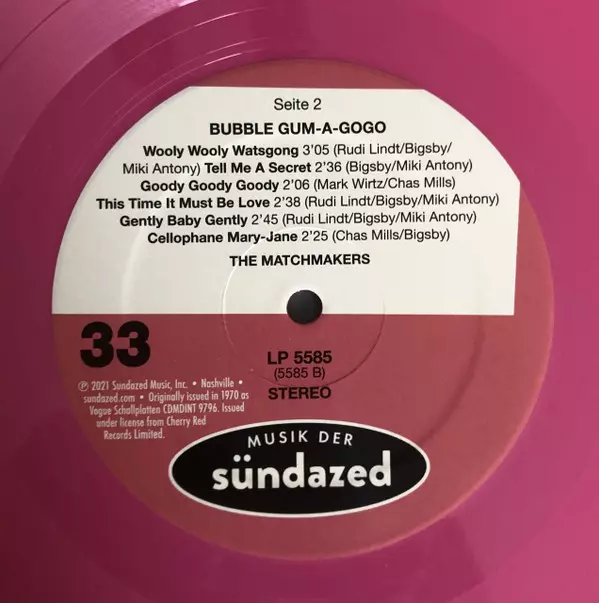 Seite 2
BUBBLE GUM-A-GOGO
Wooly Wooly Watsgong 3'05 (Rudi Lindt/Bigsby/
Miki Antony) Tell Me A Secret 2'36 (Bigsby/Miki Antony)
Goody Goody Goody 2'06 (Mark Wirtz/Chas Mills)
This Time It Must Be Love 2'38 (Rudi Lindt/Bigsby/Miki Antony)
Gently Baby Gently 2'45 (Rudi Lindt/Bigsby/Miki Antony)
Cellophane Mary-Jane 2'25 (Chas Mills/Bigsby)
THE MATCHMAKERS
33
LP 5585
(5585 B)
STEREO
℗ 2021 Sundazed Music, Inc. • Nashville •
sundazed.com • Originally issued in 1970 as
Vogue Schallplatten CDMDINT 9796. Issued
under license from Cherry Red
Records Limited.
MUSIK DER
sündazed